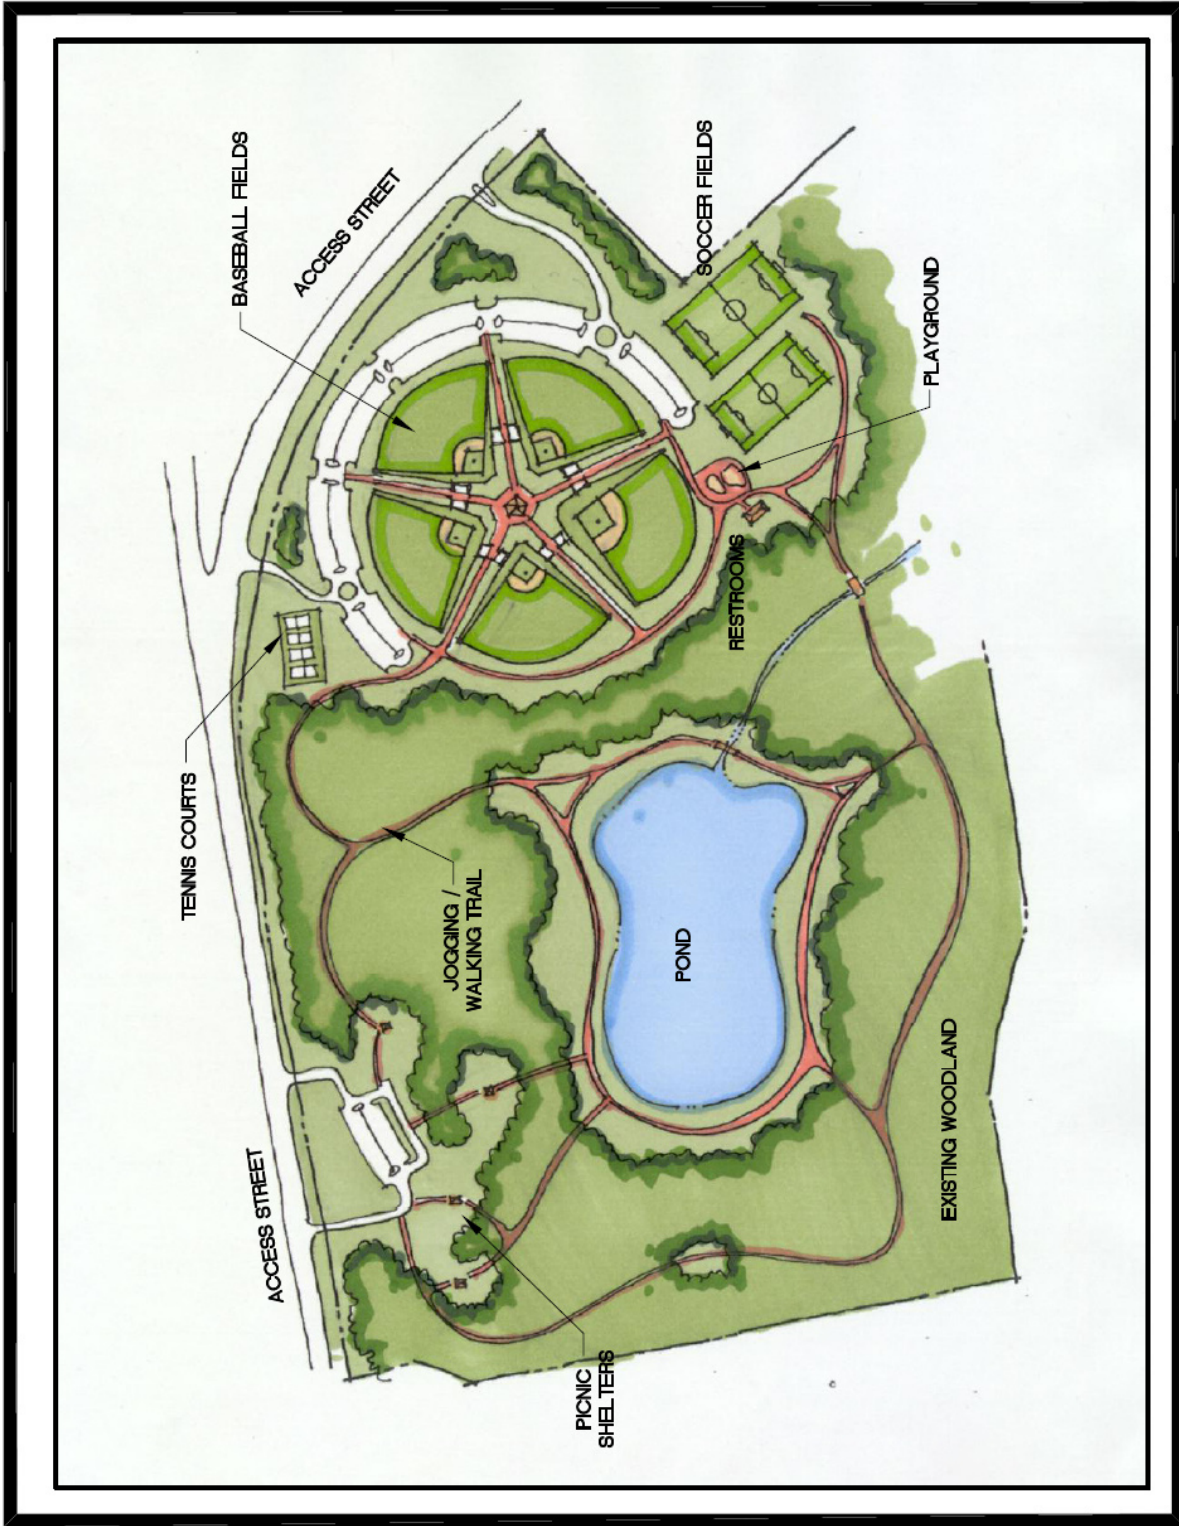 BASEBALL FIELDS
ACCESS STREET
SOCCER FIELDS
PLAYGROUND
RESTROOMS
TENNIS COURTS
JOGGING /
WALKING TRAIL
POND
EXISTING WOODLAND
ACCESS STREET
PICNIC
SHELTERS